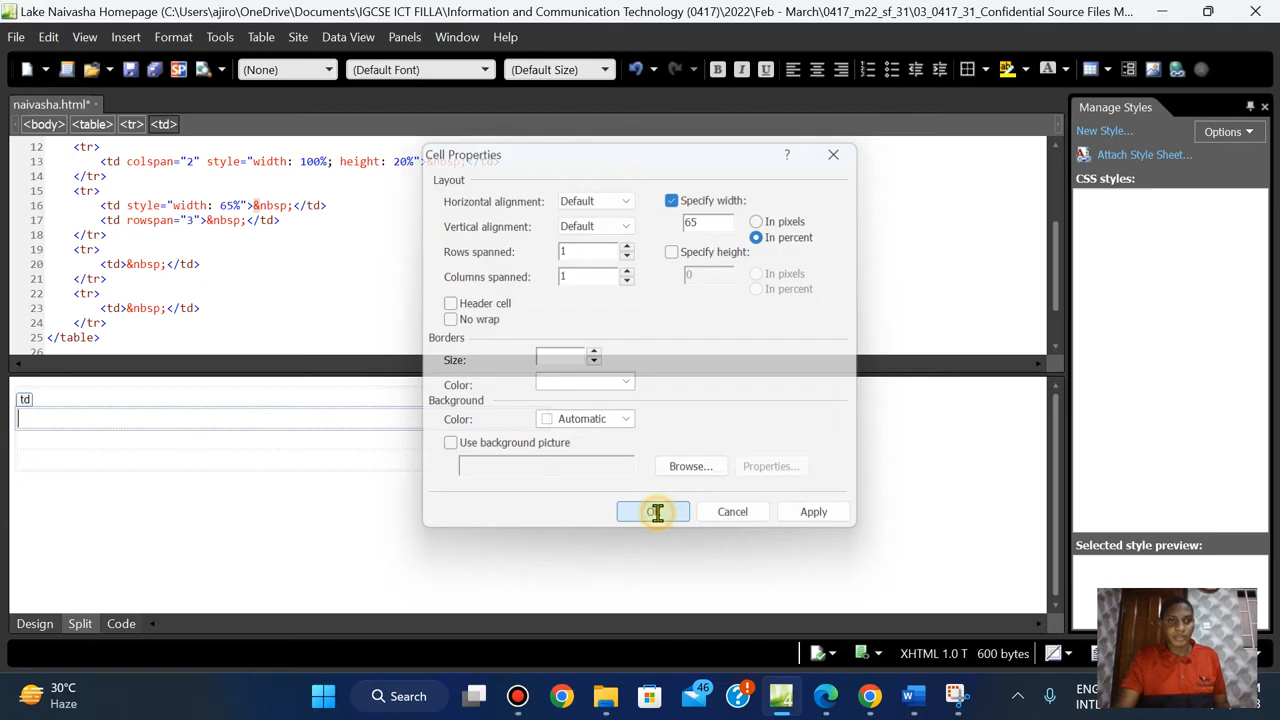 Lake Naivasha Homepage (C:\Users\ajiro\OneDrive\Documents\IGCSE ICT FILLA\Information and Communication Technology (0417)\2022\Feb - March\0417_m22_sf_31\03_0417_31_Confidential Source Files M...
File Edit View Insert Format Tools Table Site Data View Panels Window Help
(None) (Default Font) (Default Size) B I U A
naivasha.html*
<body> <table> <tr> <td>
12 <tr>
13 <td colspan="2" style="width: 100%; height: 20%">&nbsp;</td>
14 </tr>
15 <tr>
16 <td style="width: 65%">&nbsp;</td>
17 <td rowspan="3">&nbsp;</td>
18 </tr>
19 <tr>
20 <td>&nbsp;</td>
21 </tr>
22 <tr>
23 <td>&nbsp;</td>
24 </tr>
25 </table>
26
td
Design Split Code
Cell Properties ?
Layout
Horizontal alignment: Default
Vertical alignment: Default
Rows spanned: 1
Columns spanned: 1
Header cell
No wrap
Specify width:
65 In pixels
In percent
Specify height:
0 In pixels
In percent
Borders
Size:
Color:
Background
Color: Automatic
Use background picture
Browse... Properties...
Cancel Apply
Manage Styles
New Style... Options
Attach Style Sheet...
CSS styles:
Selected style preview:
XHTML 1.0 T 600 bytes
30°C
Haze
Search
46
ENG
INTL